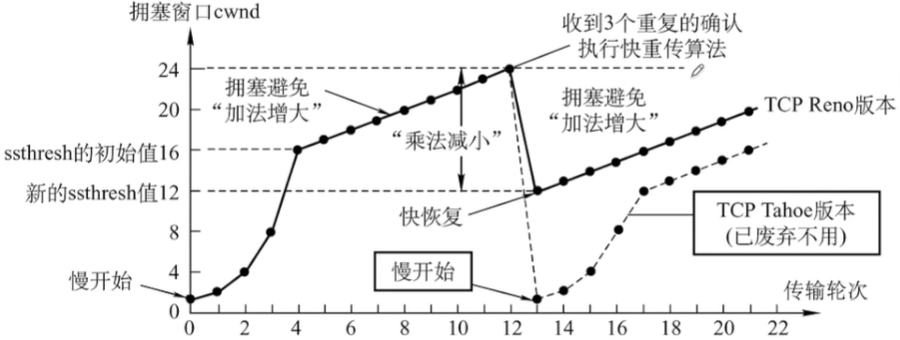 拥塞窗口cwnd
收到3个重复的确认
执行快重传算法
24
拥塞避免
“加法增大”
拥塞避免
“加法增大”
TCP Reno版本
20
“乘法减小”
ssthresh的初始值16
新的ssthresh值12
快恢复
TCP Tahoe版本
(已废弃不用)
8
慢开始
4
慢开始
传输轮次
0
0 2 4 6 8 10 12 14 16 18 20 22